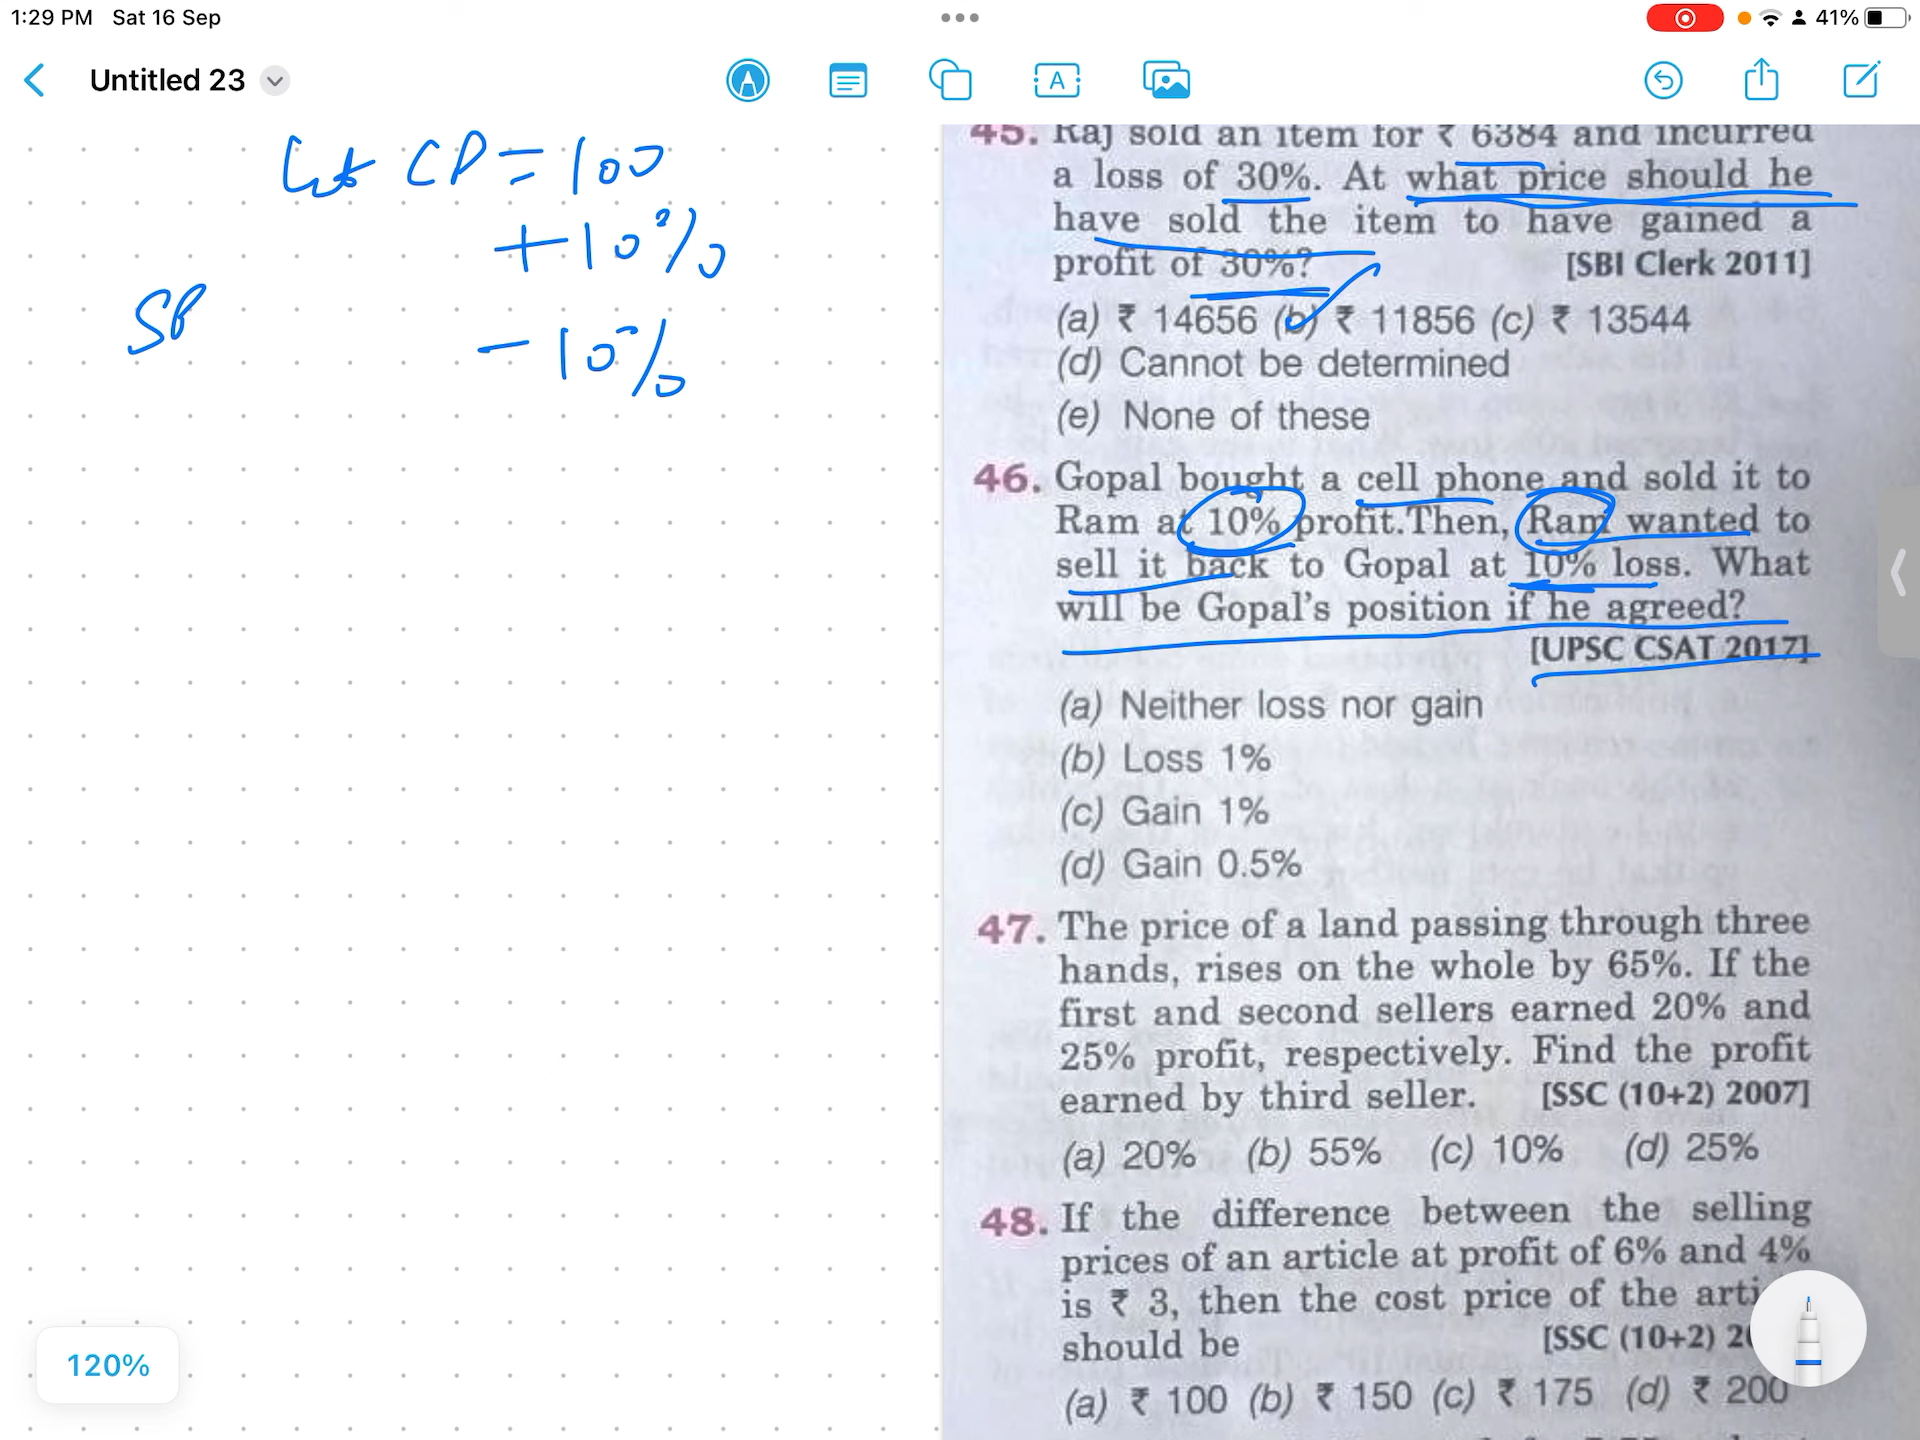 1:29 PM Sat 16 Sep
41%
Untitled 23
A
Let CP = 100
+10%
SP
-10%
120%
45. Raj sold an item for ₹ 6384 and incurred
a loss of 30%. At what price should he
have sold the item to have gained a
profit of 30%? [SBI Clerk 2011]
(a) ₹ 14656 (b) ₹ 11856 (c) ₹ 13544
(d) Cannot be determined
(e) None of these
46. Gopal bought a cell phone and sold it to
Ram at 10% profit. Then, Ram wanted to
sell it back to Gopal at 10% loss. What
will be Gopal's position if he agreed?
[UPSC CSAT 2017]
(a) Neither loss nor gain
(b) Loss 1%
(c) Gain 1%
(d) Gain 0.5%
47. The price of a land passing through three
hands, rises on the whole by 65%. If the
first and second sellers earned 20% and
25% profit, respectively. Find the profit
earned by third seller. [SSC (10+2) 2007]
(a) 20% (b) 55% (c) 10% (d) 25%
48. If the difference between the selling
prices of an article at profit of 6% and 4%
is ₹ 3, then the cost price of the arti
should be [SSC (10+2) 20
(a) ₹ 100 (b) ₹ 150 (c) ₹ 175 (d) ₹ 200